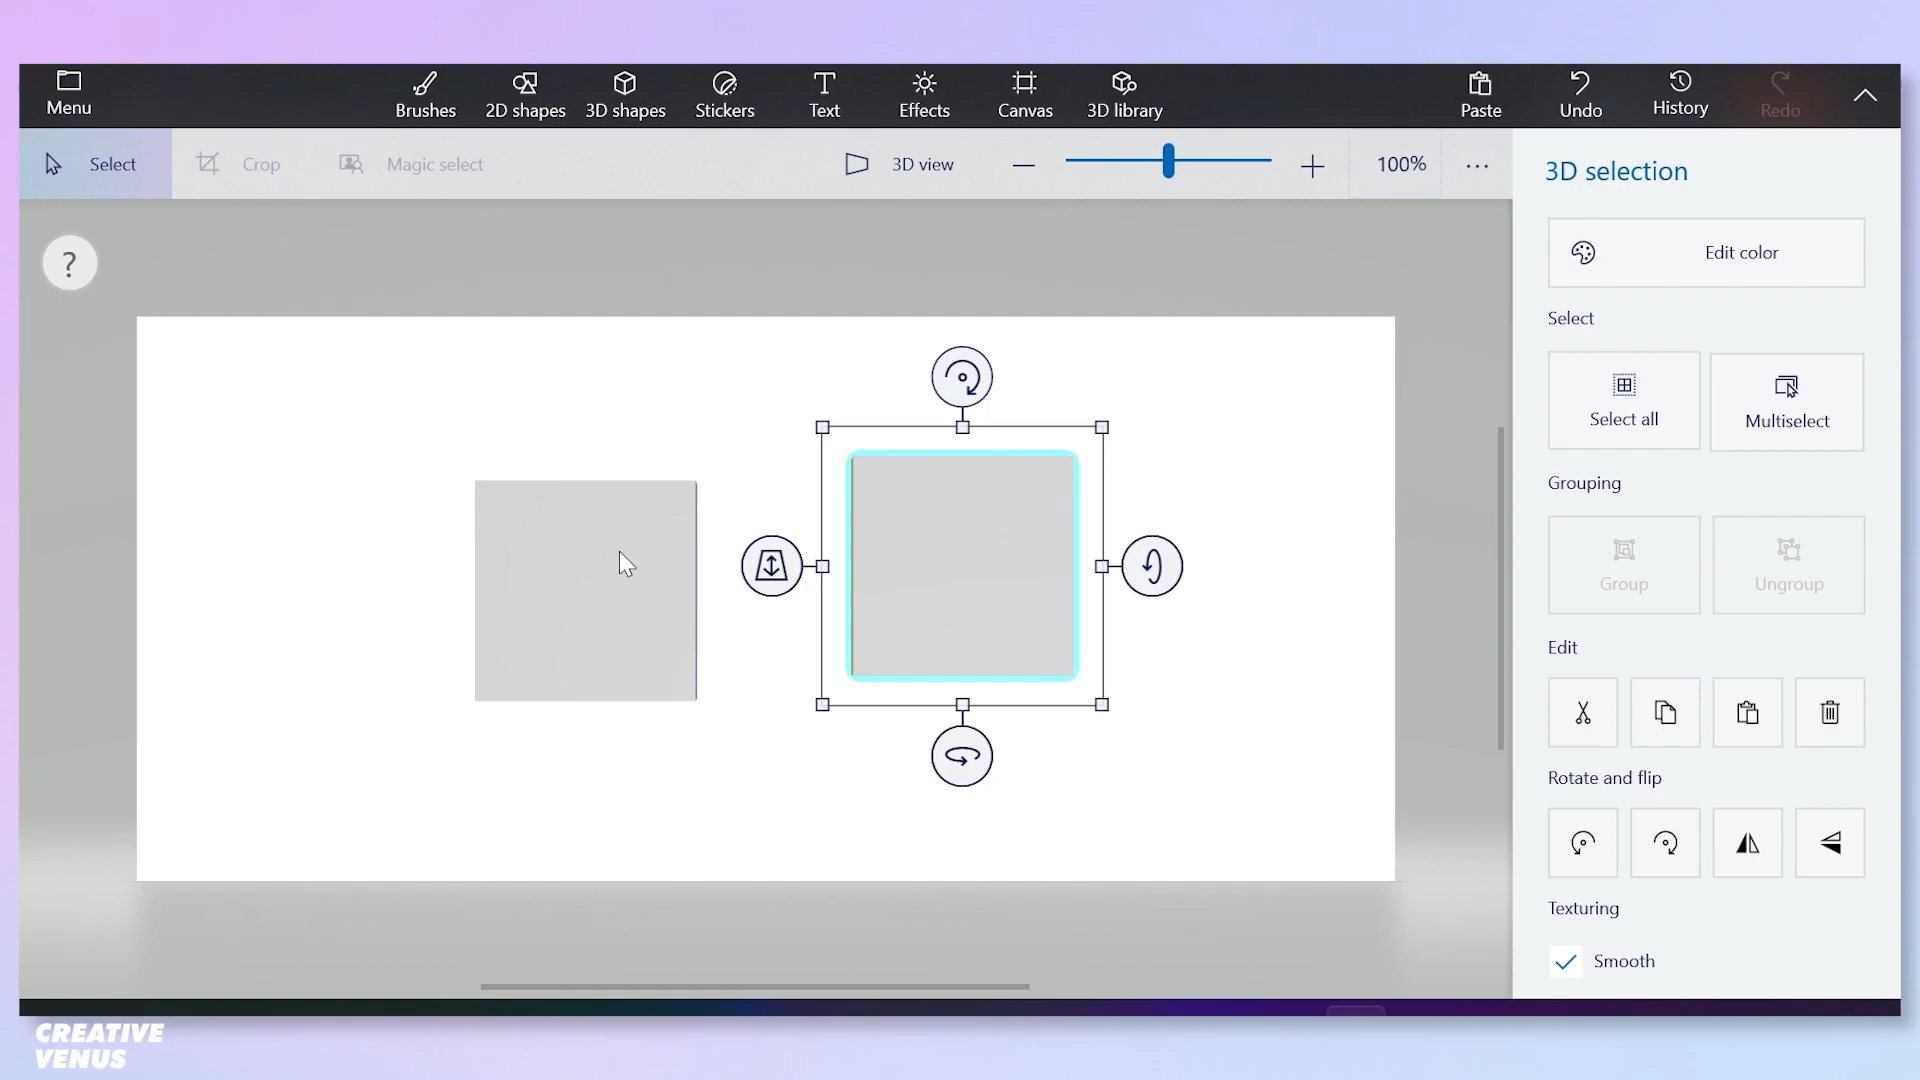 Menu
Brushes
2D shapes
3D shapes
Stickers
Text
Effects
Canvas
3D library
Paste
Undo
History
Redo
Select
Crop
Magic select
3D view
100%
...
3D selection
?
Edit color
Select
Select all
Multiselect
Grouping
Group
Ungroup
Edit
Rotate and flip
Texturing
Smooth
CREATIVE
VENUS